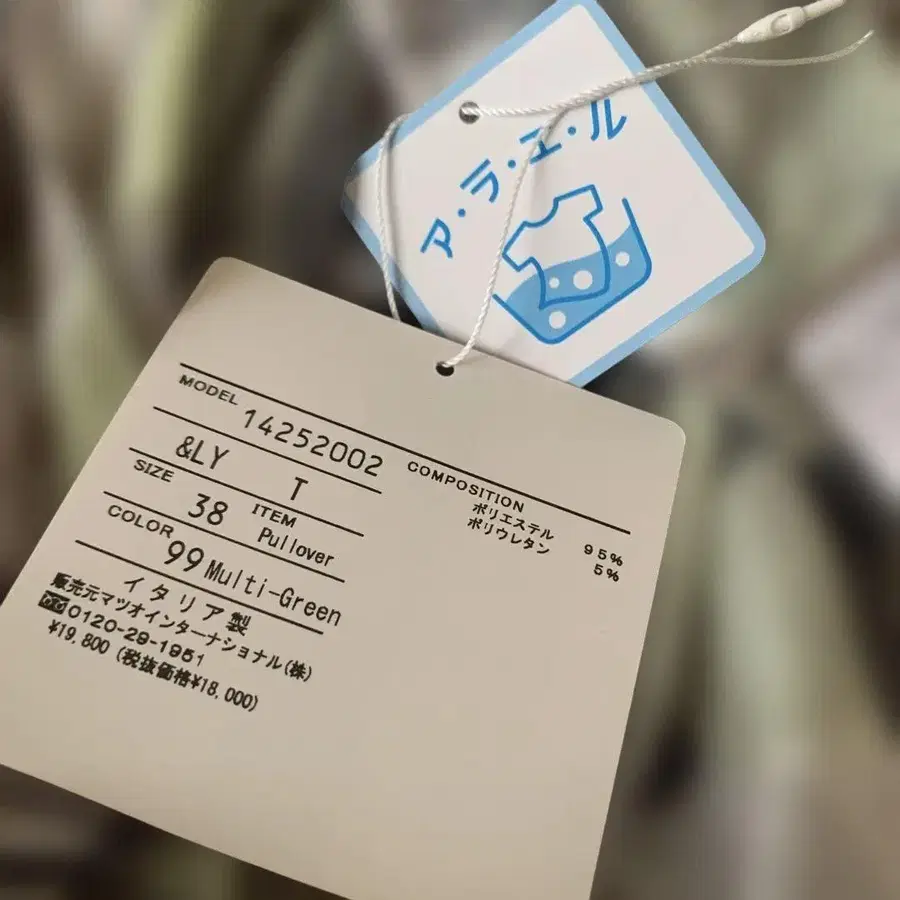 ア・ラ・エ・ル
MODEL 14252002
&LY T
SIZE 38 ITEM Pullover
COLOR 99 Multi-Green
イタリア製
販売元マツオインターナショナル(株)
0120-29-1951
¥19,800 (税抜価格¥18,000)
COMPOSITION
ポリエステル 95%
ポリウレタン 5%